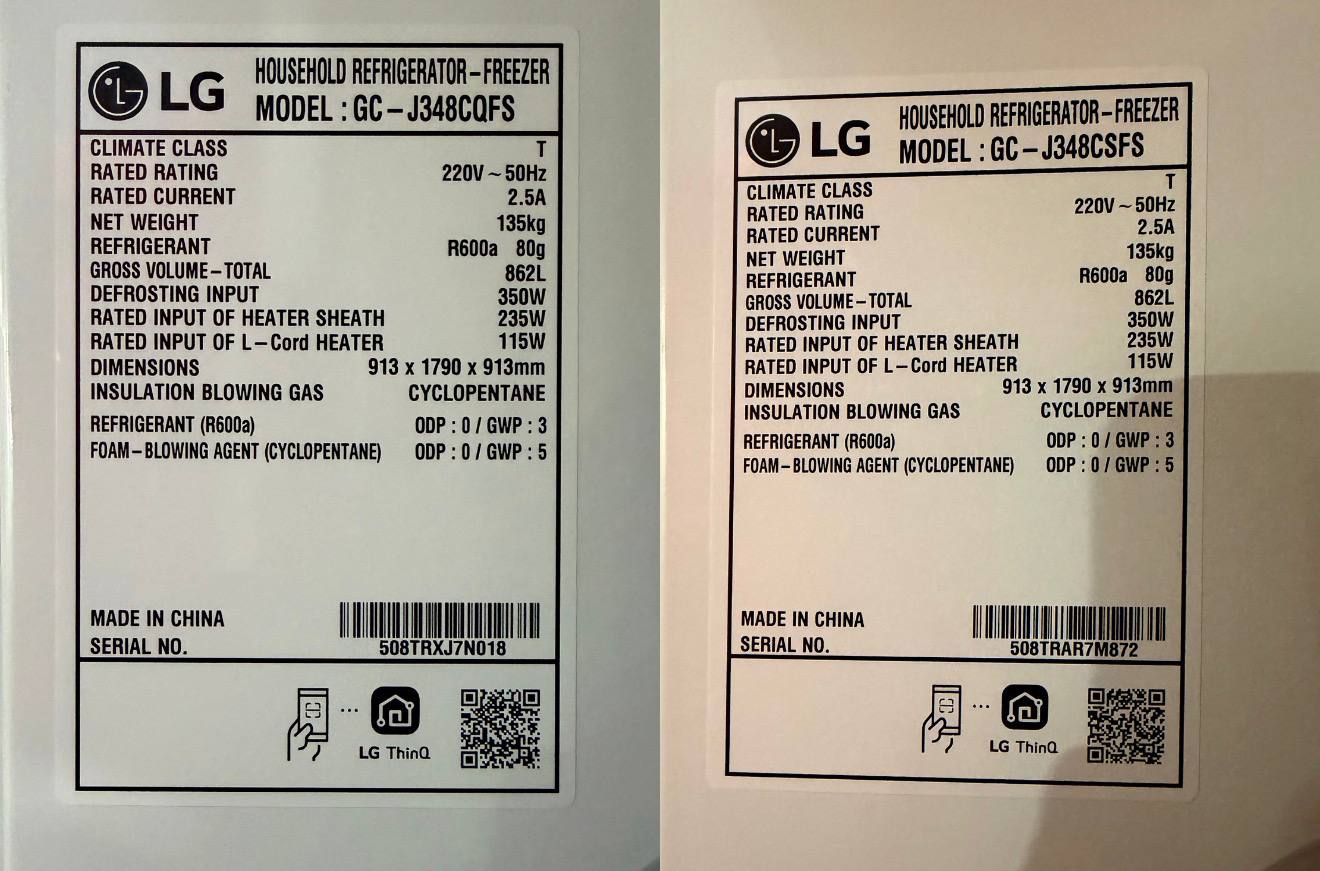 LG HOUSEHOLD REFRIGERATOR-FREEZER
MODEL : GC-J348CQFS
CLIMATE CLASS T
RATED RATING 220V ~ 50Hz
RATED CURRENT 2.5A
NET WEIGHT 135kg
REFRIGERANT R600a 80g
GROSS VOLUME-TOTAL 862L
DEFROSTING INPUT 350W
RATED INPUT OF HEATER SHEATH 235W
RATED INPUT OF L-Cord HEATER 115W
DIMENSIONS 913 x 1790 x 913mm
INSULATION BLOWING GAS CYCLOPENTANE
REFRIGERANT (R600a) ODP : 0 / GWP : 3
FOAM-BLOWING AGENT (CYCLOPENTANE) ODP : 0 / GWP : 5
MADE IN CHINA
SERIAL NO. 508TRXJ7N018
LG ThinQ
LG HOUSEHOLD REFRIGERATOR-FREEZER
MODEL : GC-J348CSFS
CLIMATE CLASS T
RATED RATING 220V ~ 50Hz
RATED CURRENT 2.5A
NET WEIGHT 135kg
REFRIGERANT R600a 80g
GROSS VOLUME-TOTAL 862L
DEFROSTING INPUT 350W
RATED INPUT OF HEATER SHEATH 235W
RATED INPUT OF L-Cord HEATER 115W
DIMENSIONS 913 x 1790 x 913mm
INSULATION BLOWING GAS CYCLOPENTANE
REFRIGERANT (R600a) ODP : 0 / GWP : 3
FOAM-BLOWING AGENT (CYCLOPENTANE) ODP : 0 / GWP : 5
MADE IN CHINA
SERIAL NO. 508TRAR7M872
LG ThinQ